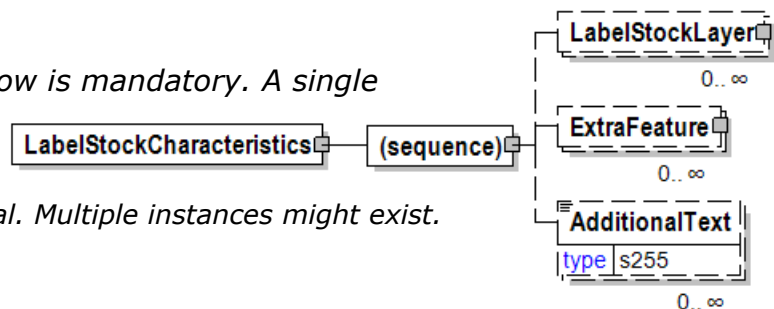 LabelStockLayer
0.. ∞
ow is mandatory. A single
ExtraFeature
LabelStockCharacteristics
(sequence)
0.. ∞
al. Multiple instances might exist.
AdditionalText
type s255
0.. ∞